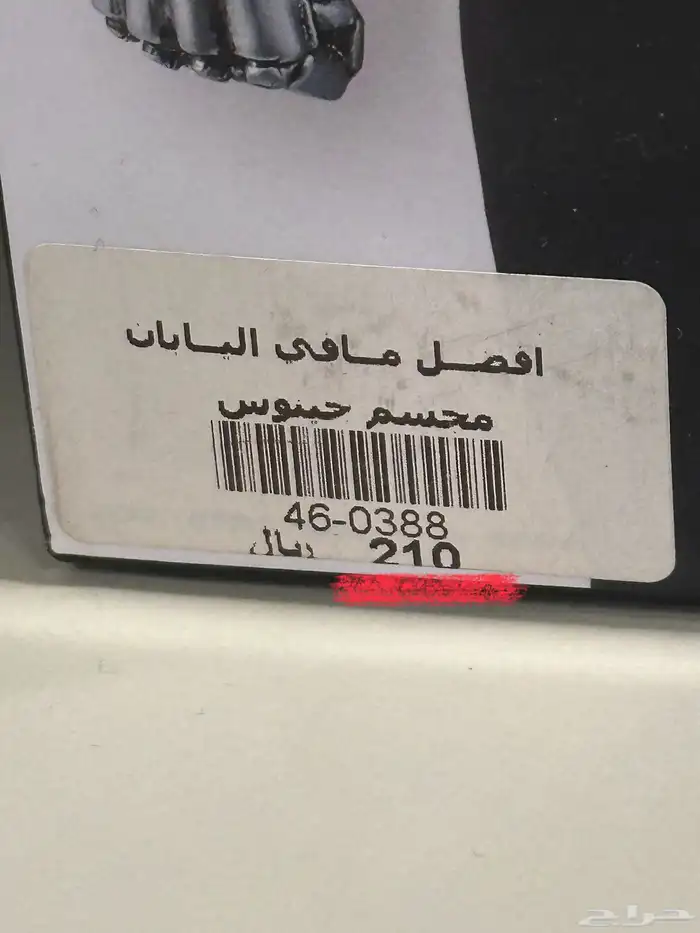 افضل مافي اليابان
مجسم جينوس
46-0388
210 ريال
حراج